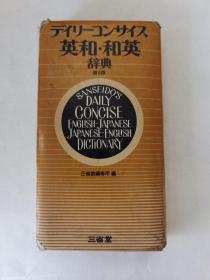 デイリーコンサイス
英和・和英
辞典
第4版
SANSEIDO'S
DAILY
CONCISE
ENGLISH-JAPANESE
JAPANESE-ENGLISH
DICTIONARY
三省堂編修所 編
三省堂